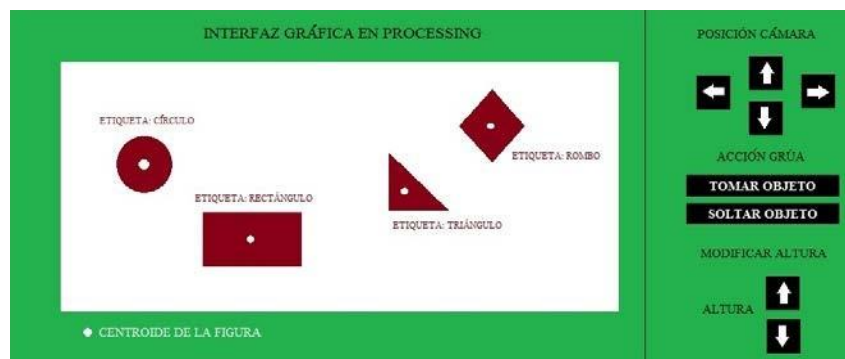 INTERFAZ GRÁFICA EN PROCESSING
ETIQUETA: CÍRCULO
ETIQUETA: ROMBO
ETIQUETA: RECTÁNGULO
ETIQUETA: TRIÁNGULO
CENTROIDE DE LA FIGURA
POSICIÓN CÁMARA
ACCIÓN GRÚA
TOMAR OBJETO
SOLTAR OBJETO
MODIFICAR ALTURA
ALTURA